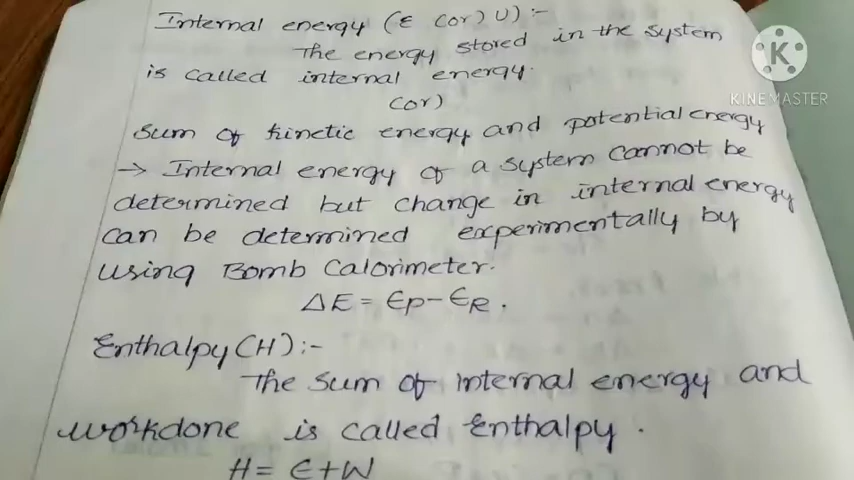 Internal energy (E (or) U) :-
The energy stored in the system
is called internal energy.
(or)
Sum of kinetic energy and potential energy
→ Internal energy of a system cannot be
determined but change in internal energy
can be determined experimentally by
using Bomb Calorimeter.
ΔE = EP - ER.
Enthalpy (H) :-
The sum of internal energy and
workdone is called Enthalpy.
H = E+W
K
KINEMASTER